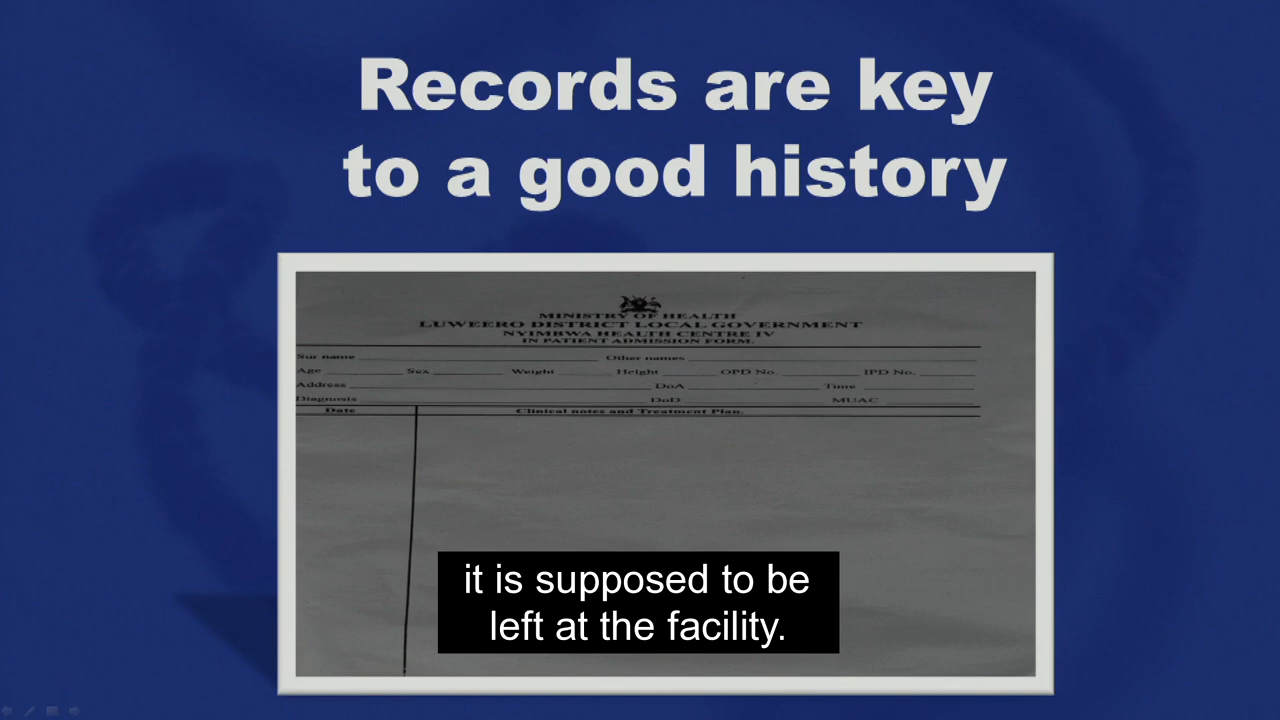 Records are key
to a good history
MINISTRY OF HEALTH
LUWEERO DISTRICT LOCAL GOVERNMENT
NYIMBWA HEALTH CENTRE IV
IN PATIENT ADMISSION FORM.
Sur name Other names
Age Sex Weight Height OPD No. IPD No.
Address DoA Time
Diagnosis DoD MUAC
Date Clinical notes and Treatment Plan.
it is supposed to be
left at the facility.